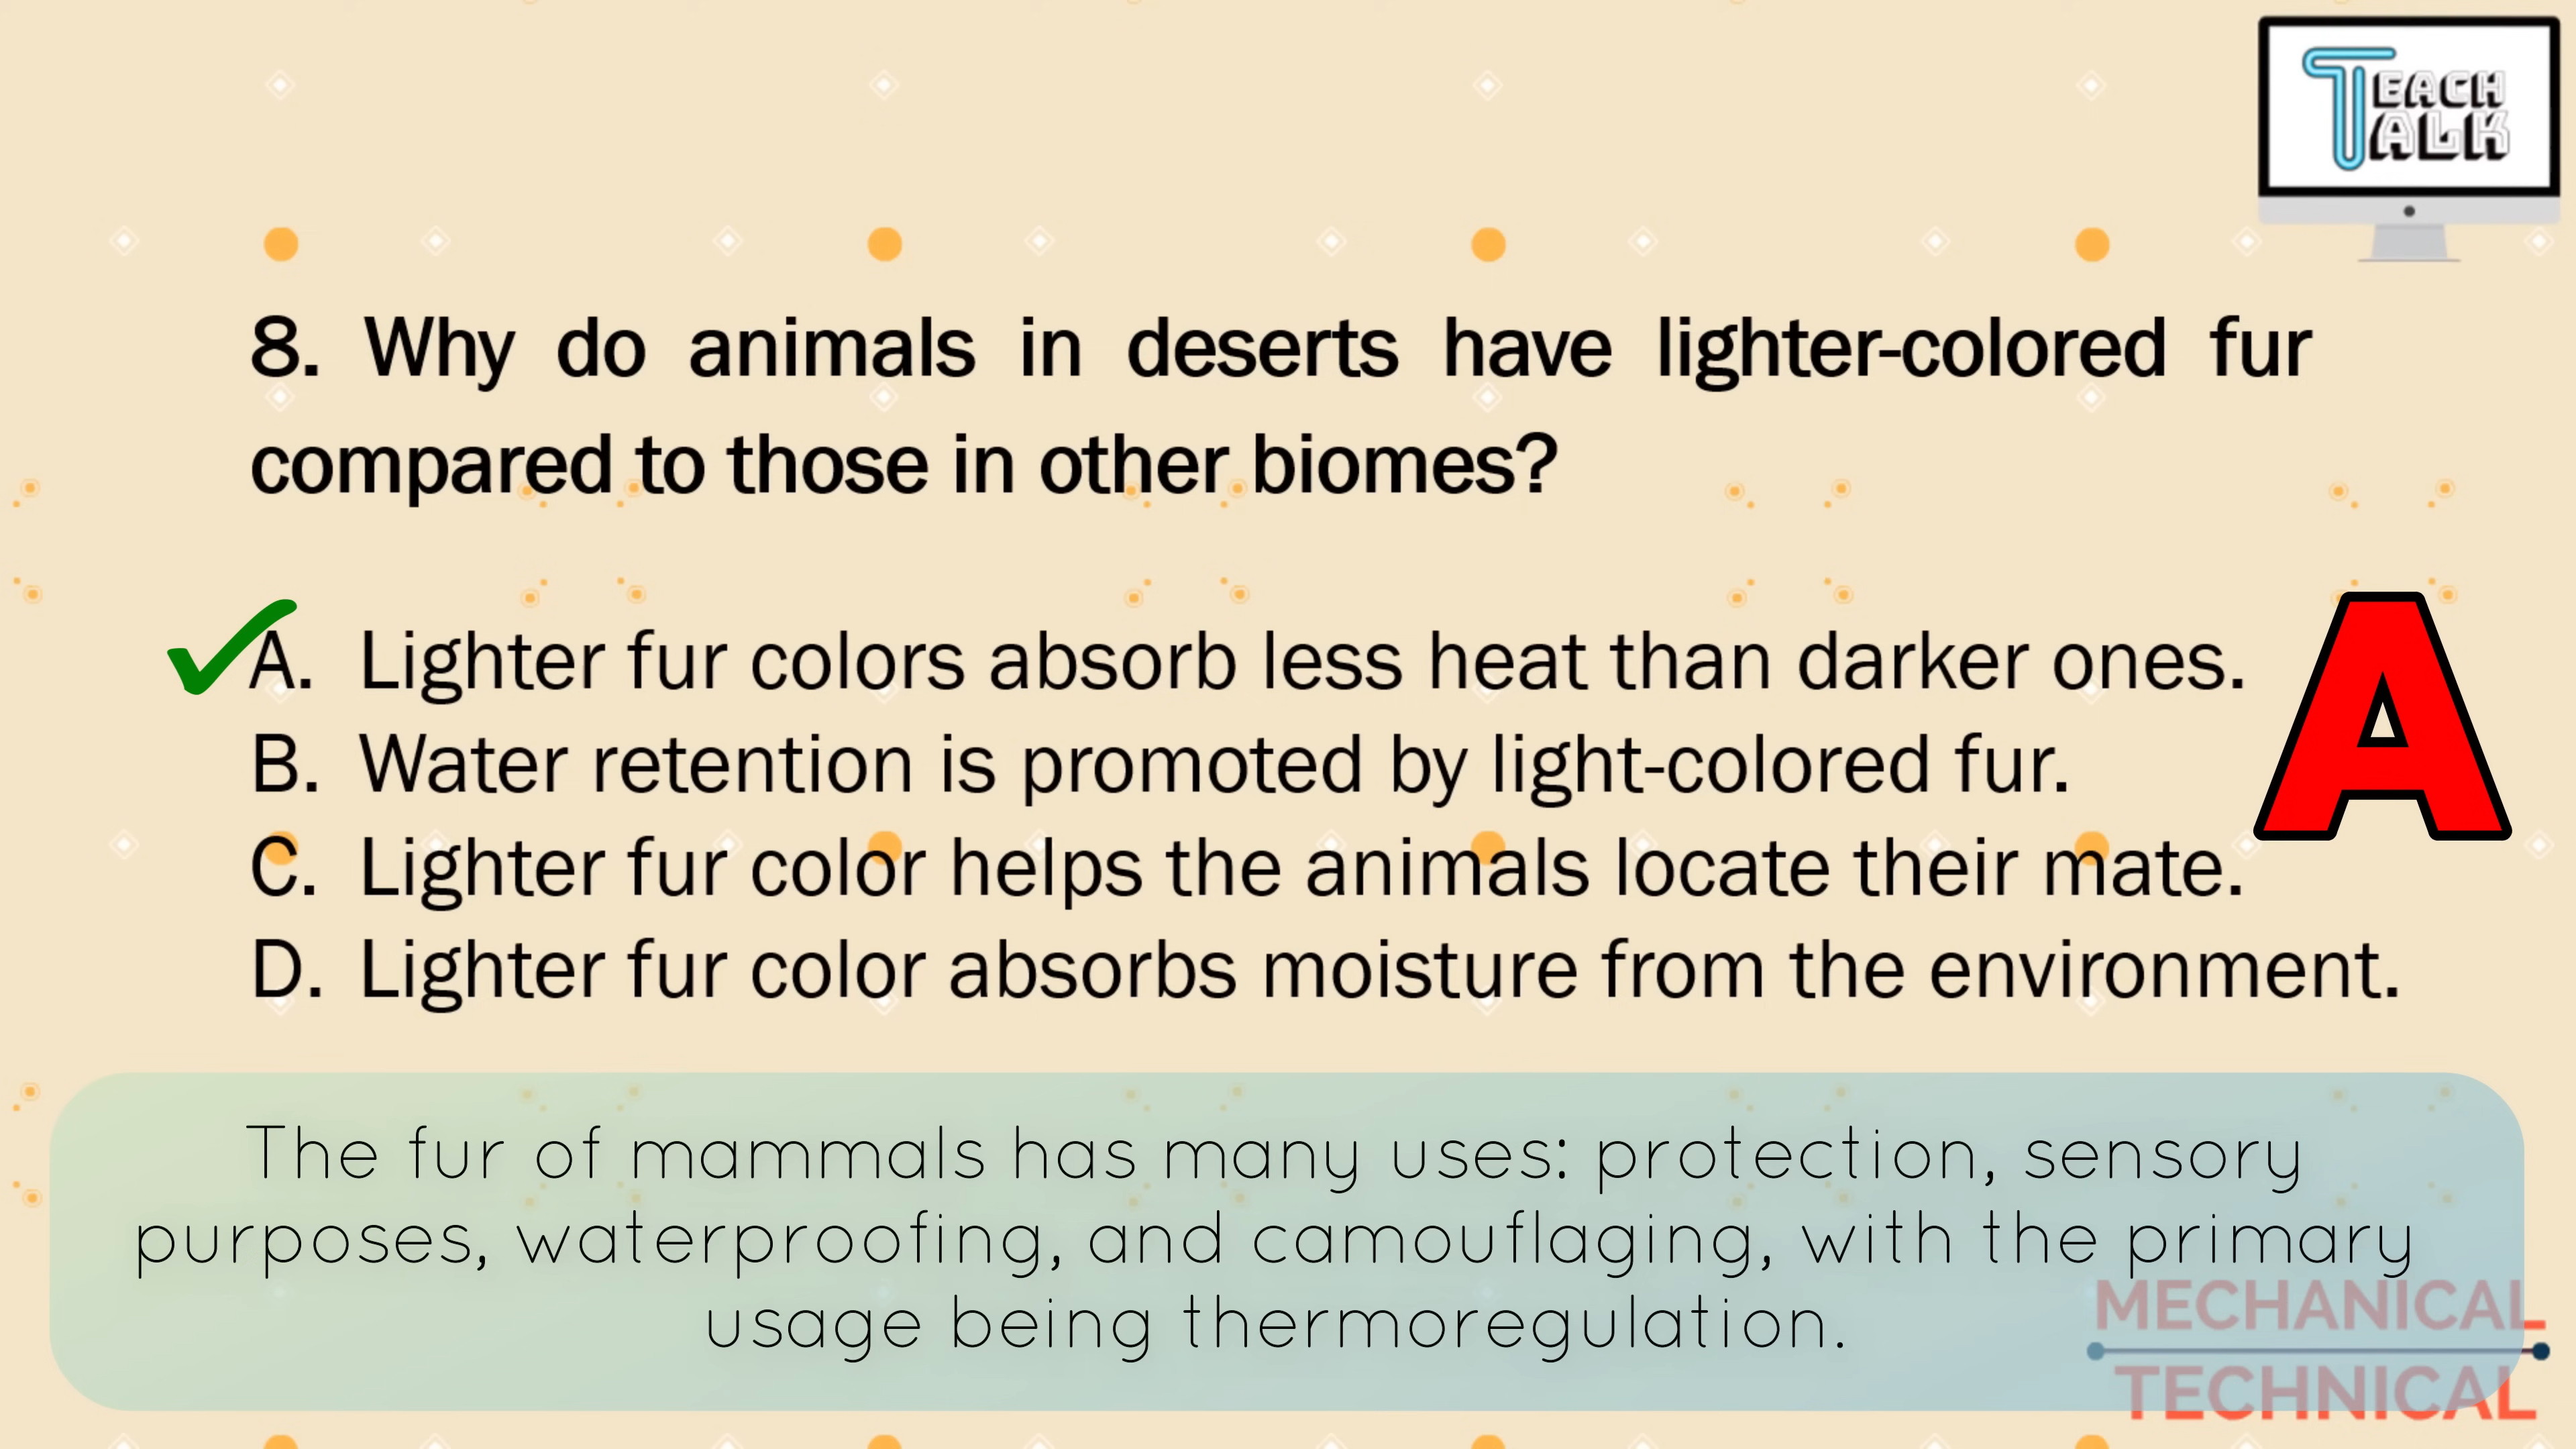 TEACH
TALK
8. Why do animals in deserts have lighter-colored fur
compared to those in other biomes?
A. Lighter fur colors absorb less heat than darker ones.
B. Water retention is promoted by light-colored fur.
C. Lighter fur color helps the animals locate their mate.
D. Lighter fur color absorbs moisture from the environment.
A
The fur of mammals has many uses: protection, sensory
purposes, waterproofing, and camouflaging, with the primary
usage being thermoregulation.
MECHANICAL
TECHNICAL